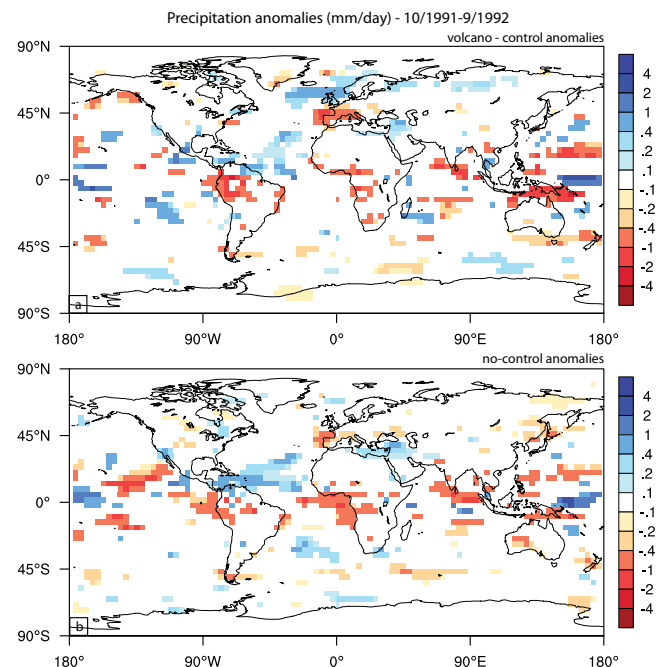 Precipitation anomalies (mm/day) - 10/1991-9/1992
volcano - control anomalies
90°N
45°N
0°
45°S
90°S
180° 90°W 0° 90°E 180°
a
4
2
1
.4
.2
.1
-.1
-.2
-.4
-1
-2
-4
no-control anomalies
90°N
45°N
0°
45°S
90°S
180° 90°W 0° 90°E 180°
b
4
2
1
.4
.2
.1
-.1
-.2
-.4
-1
-2
-4